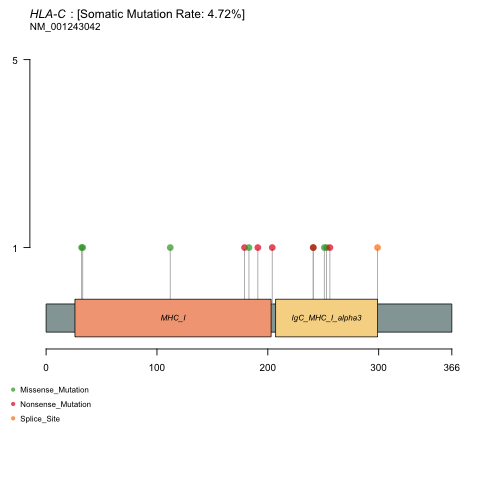 HLA-C : [Somatic Mutation Rate: 4.72%]
NM_001243042
5
1
MHC_I
IgC_MHC_I_alpha3
0 100 200 300 366
Missense_Mutation
Nonsense_Mutation
Splice_Site